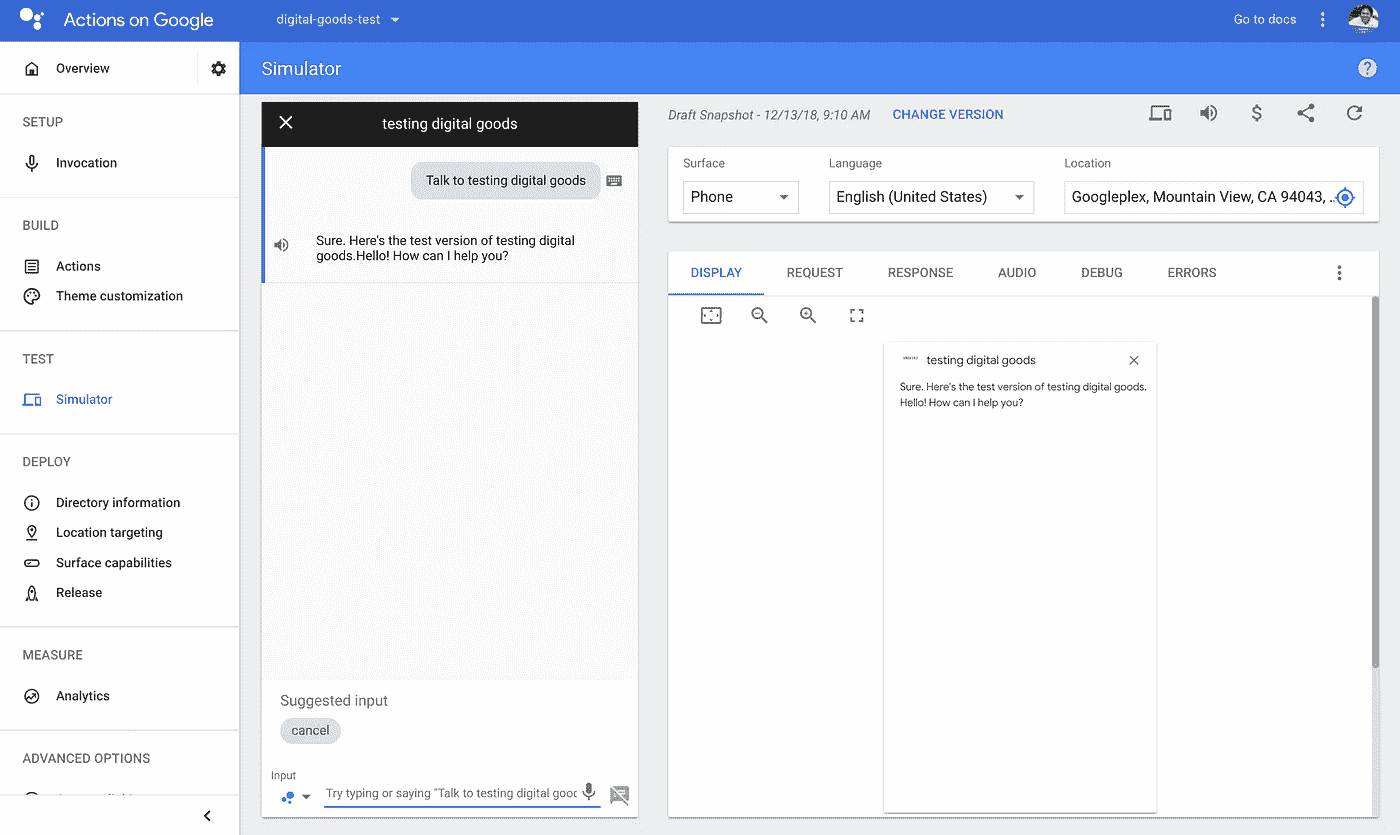 Actions on Google
digital-goods-test
Go to docs
Overview
Simulator
?
SETUP
Invocation
BUILD
Actions
Theme customization
TEST
Simulator
DEPLOY
Directory information
Location targeting
Surface capabilities
Release
MEASURE
Analytics
ADVANCED OPTIONS
testing digital goods
Talk to testing digital goods
Sure. Here's the test version of testing digital
goods.Hello! How can I help you?
Suggested input
cancel
Input
Try typing or saying "Talk to testing digital good
Draft Snapshot - 12/13/18, 9:10 AM
CHANGE VERSION
$
Surface
Language
Location
Phone
English (United States)
Googleplex, Mountain View, CA 94043, ..
DISPLAY
REQUEST
RESPONSE
AUDIO
DEBUG
ERRORS
testing digital goods
Sure. Here's the test version of testing digital goods.
Hello! How can I help you?